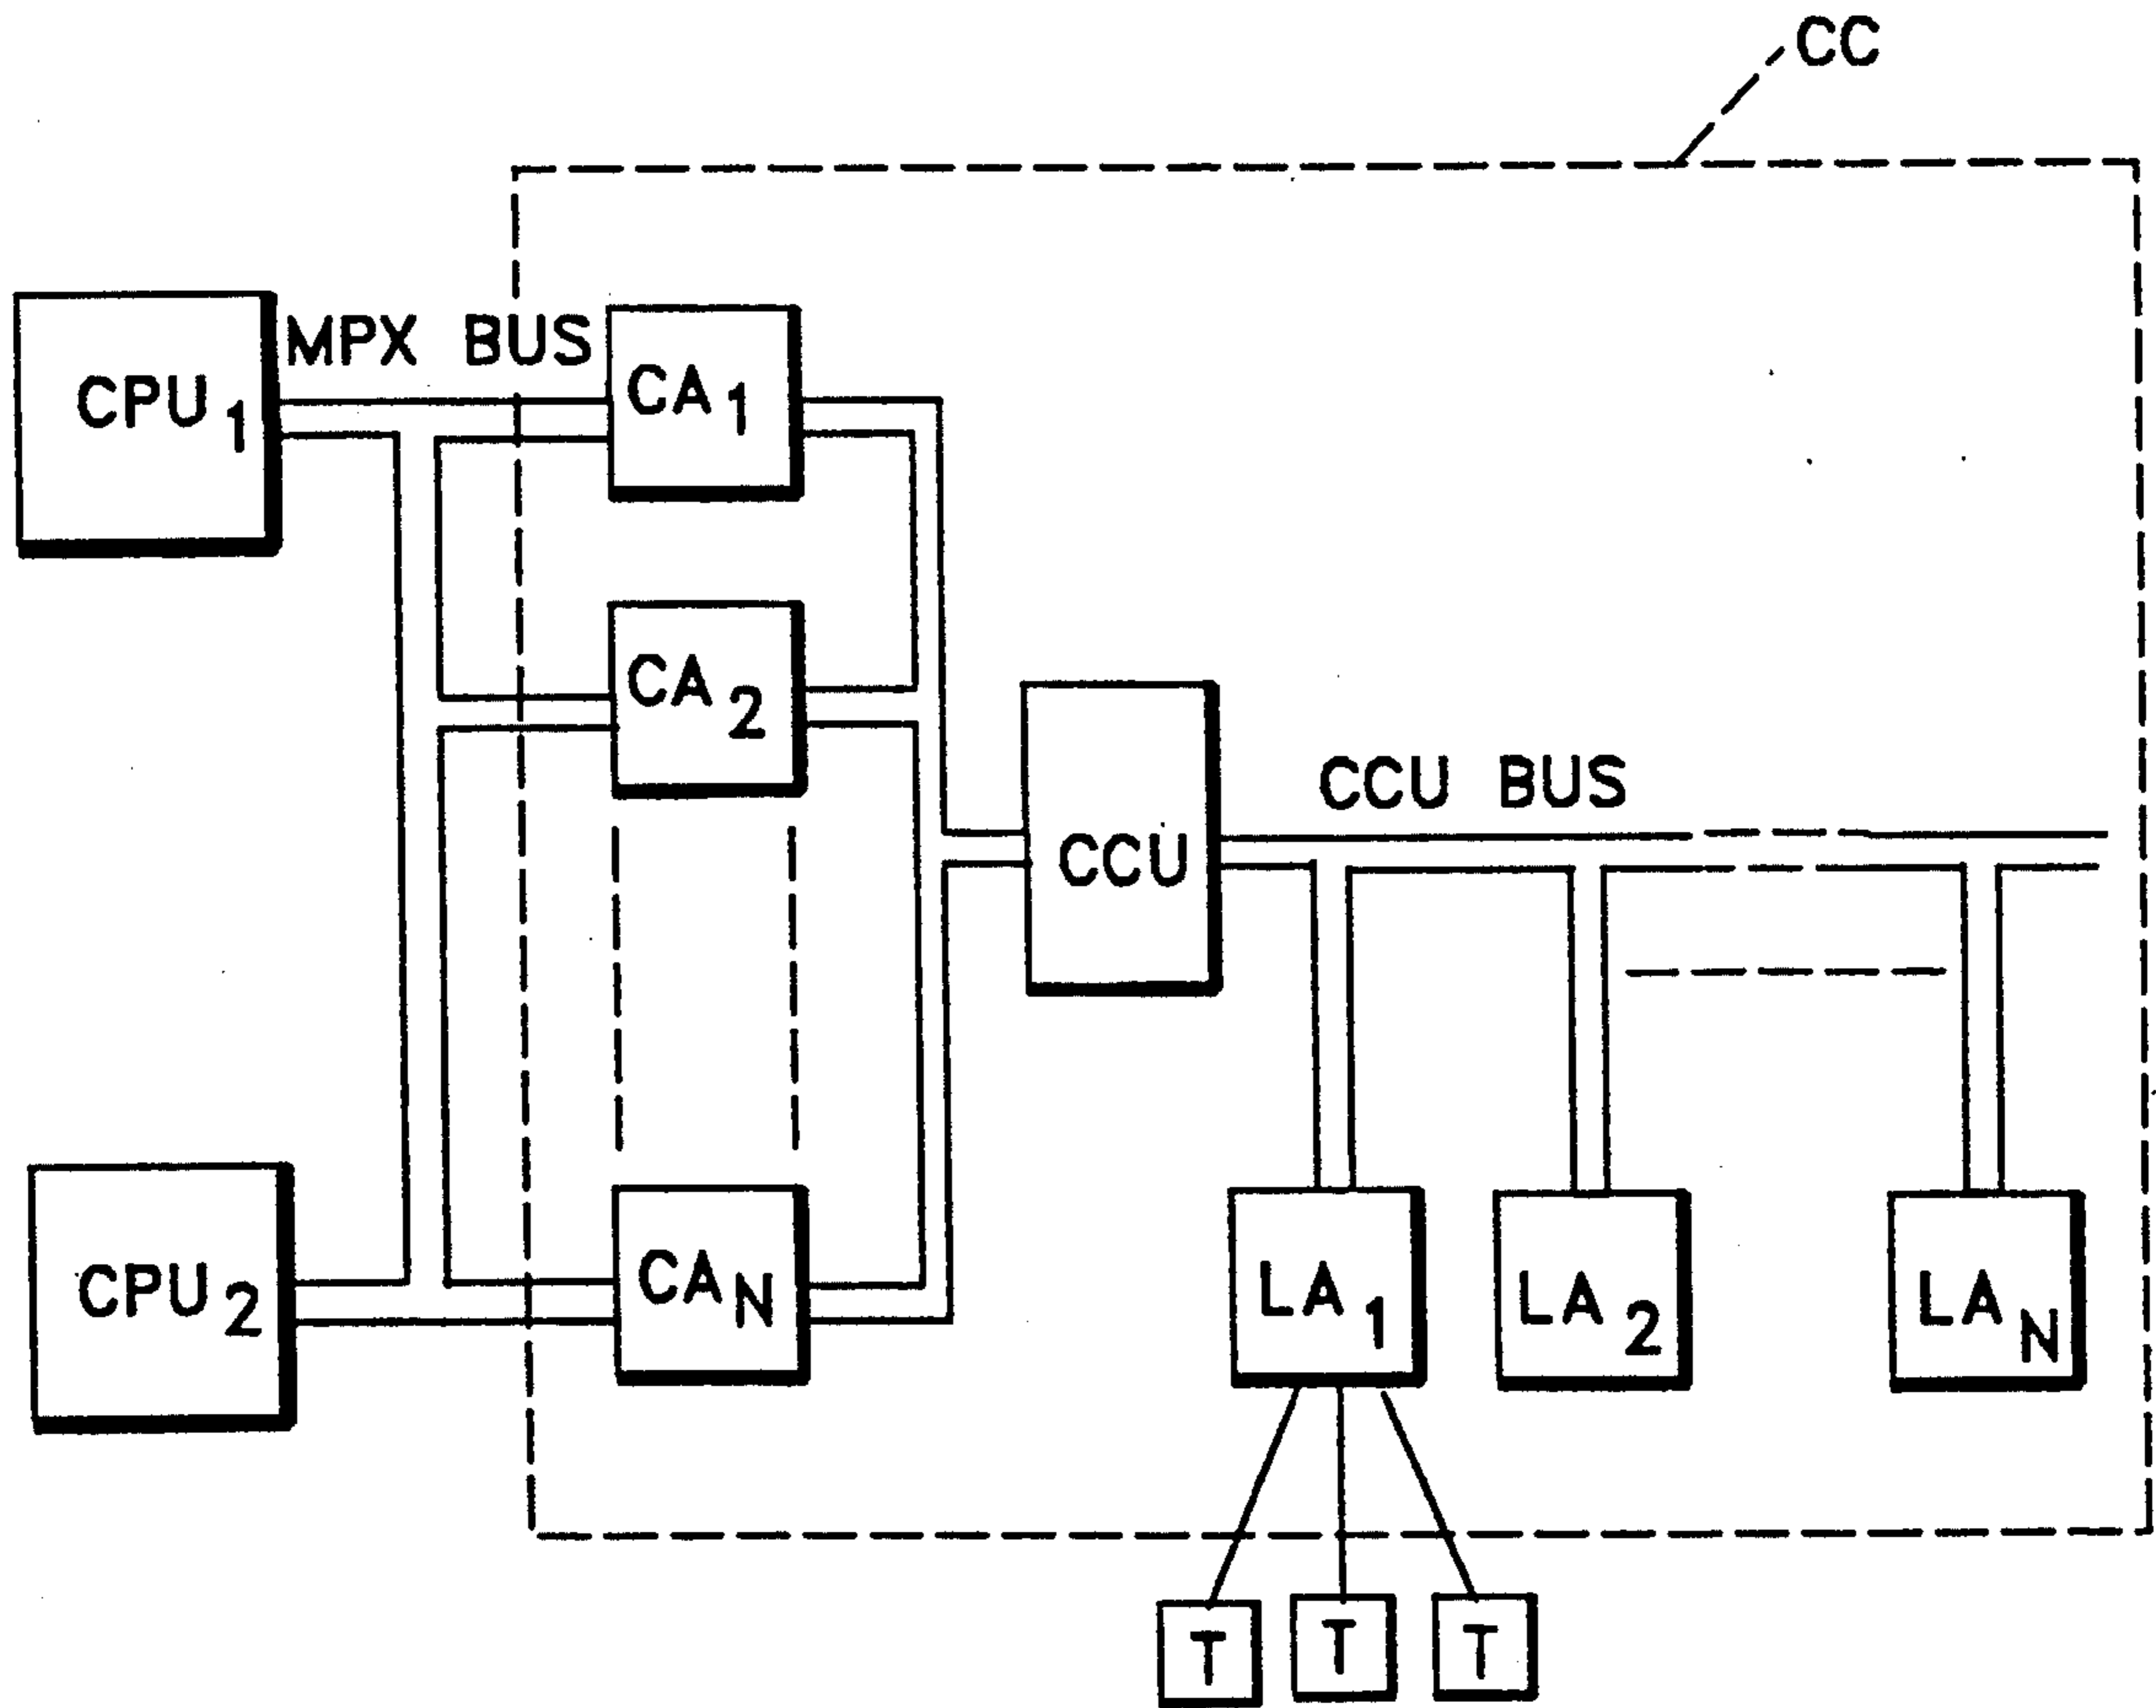 CC
MPX BUS
CPU1
CA1
CA2
CCU BUS
CCU
CPU2
CAN
LA1
LA2
LAN
T
T
T